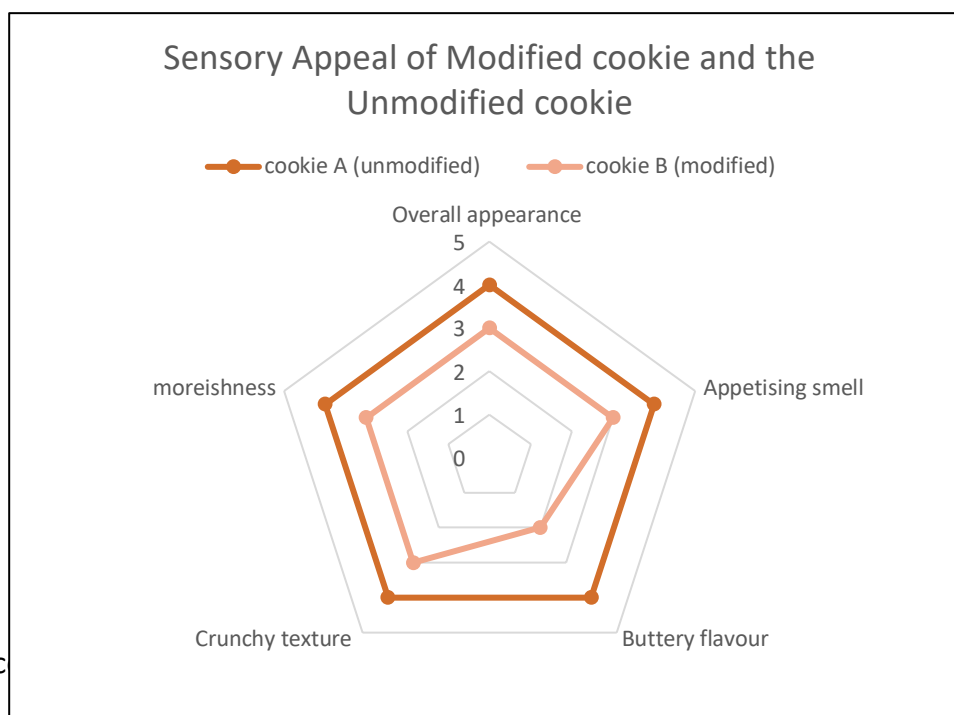 Sensory Appeal of Modified cookie and the
Unmodified cookie
cookie A (unmodified) cookie B (modified)
Overall appearance
5
4
3
2
1
0
moreishness
Appetising smell
Crunchy texture
Buttery flavour